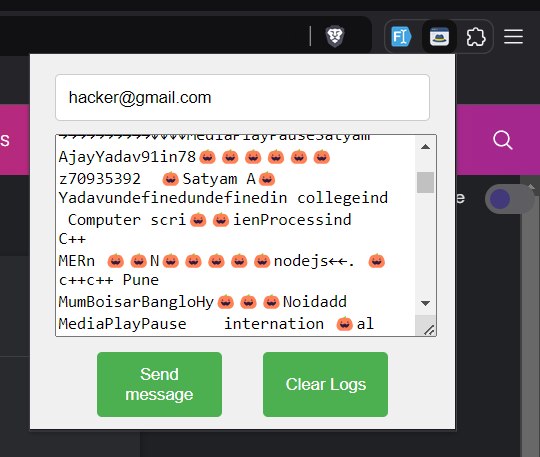 hacker@gmail.com
MediaPlayPauseSatyam
AjayYadav91in78🎃🎃🎃🎃🎃🎃
z70935392 🎃Satyam A🎃
Yadavundefinedundefinedin collegeind
Computer scri🎃🎃ienProcessind
C++
MERn 🎃🎃N🎃🎃🎃🎃🎃nodejs←←. 🎃
c++c++ Pune
MumBoisarBangloHy🎃🎃🎃Noidadd
MediaPlayPause internation 🎃al
Send
message
Clear Logs